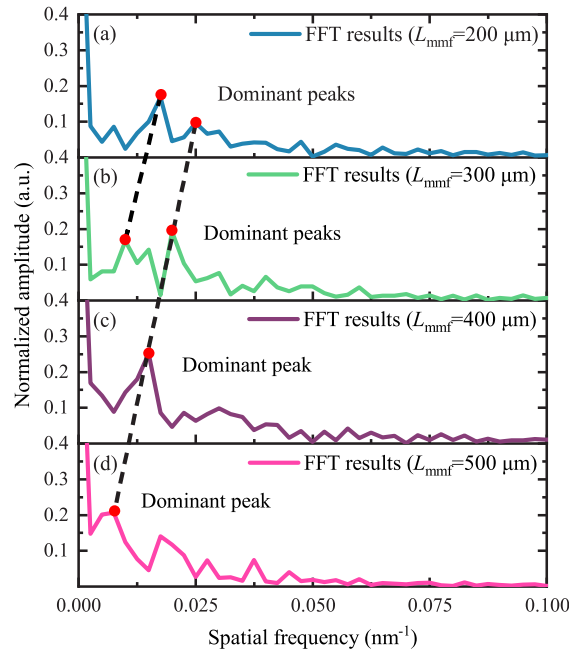 0.4
(a)
FFT results (Lmmf=200 μm)
0.3
0.2
Dominant peaks
0.1
0.4
(b)
FFT results (Lmmf=300 μm)
0.3
0.2
Dominant peaks
0.1
0.4
(c)
FFT results (Lmmf=400 μm)
0.3
0.2
Dominant peak
0.1
0.4
(d)
FFT results (Lmmf=500 μm)
0.3
0.2
Dominant peak
0.1
Normalized amplitude (a.u.)
0.000 0.025 0.050 0.075 0.100
Spatial frequency (nm⁻¹)